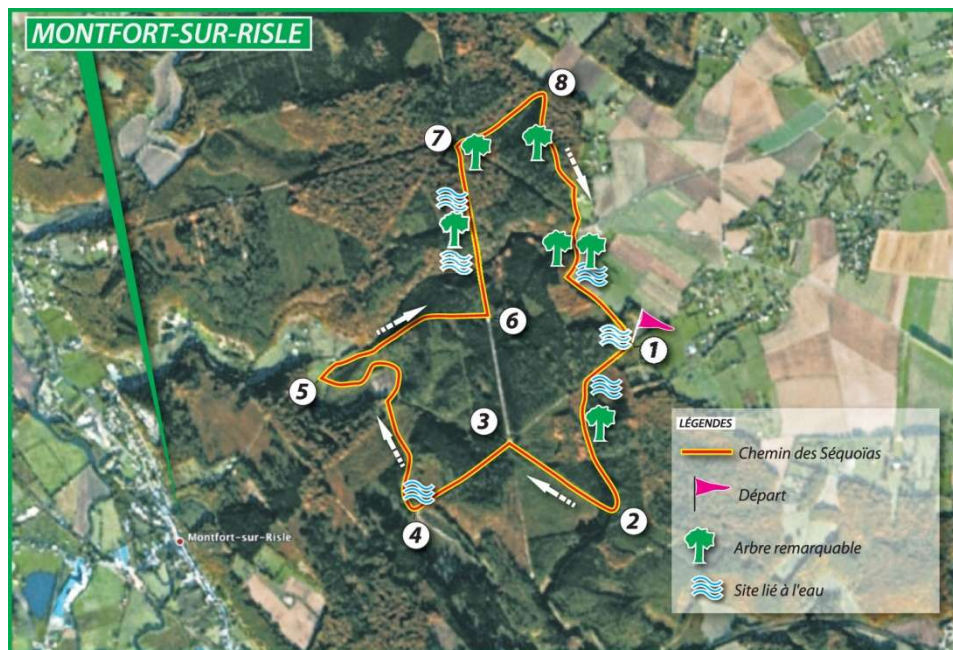 MONTFORT-SUR-RISLE
8
7
6
1
5
3
LÉGENDES
Chemin des Séquoïas
Départ
2
4
Montfort-sur-Risle
Arbre remarquable
Site lié à l'eau